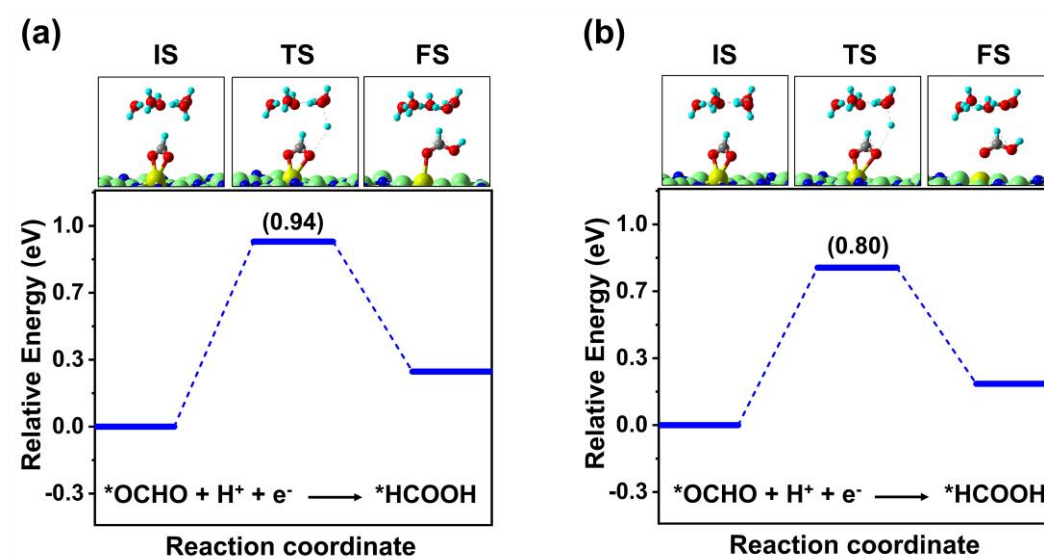 (a)
IS TS FS
(0.94)
1.0
0.7
0.3
0.0
-0.3
Relative Energy (eV)
*OCHO + H⁺ + e⁻ ⟶ *HCOOH
Reaction coordinate
(b)
IS TS FS
(0.80)
1.0
0.7
0.3
0.0
-0.3
Relative Energy (eV)
*OCHO + H⁺ + e⁻ ⟶ *HCOOH
Reaction coordinate